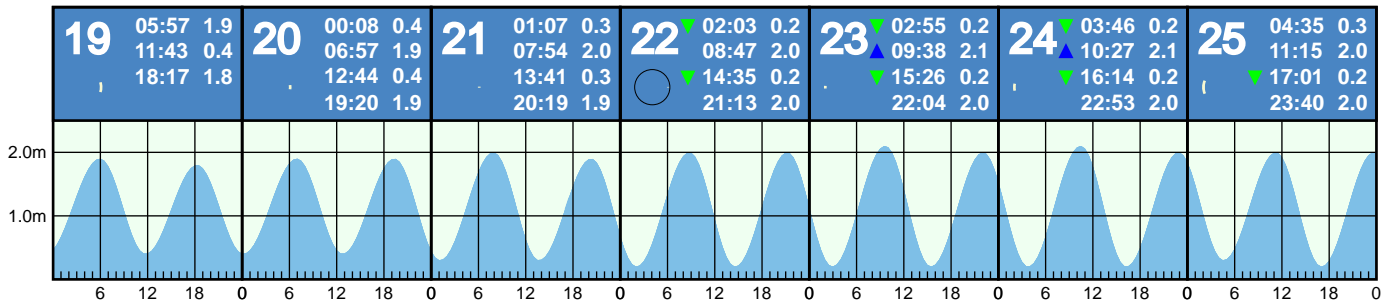 19 05:57 1.9
11:43 0.4
18:17 1.8
20 00:08 0.4
06:57 1.9
12:44 0.4
19:20 1.9
21 01:07 0.3
07:54 2.0
13:41 0.3
20:19 1.9
22 ▼ 02:03 0.2
08:47 2.0
▼ 14:35 0.2
21:13 2.0
23 ▼ 02:55 0.2
▲ 09:38 2.1
▼ 15:26 0.2
22:04 2.0
24 ▼ 03:46 0.2
▲ 10:27 2.1
▼ 16:14 0.2
22:53 2.0
25 04:35 0.3
11:15 2.0
▼ 17:01 0.2
23:40 2.0
2.0m
1.0m
6 12 18 0 6 12 18 0 6 12 18 0 6 12 18 0 6 12 18 0 6 12 18 0 6 12 18 0